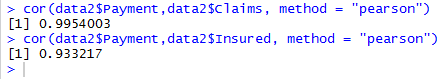 > cor(data2$Payment,data2$Claims, method = "pearson")
[1] 0.9954003
> cor(data2$Payment,data2$Insured, method = "pearson")
[1] 0.933217
>